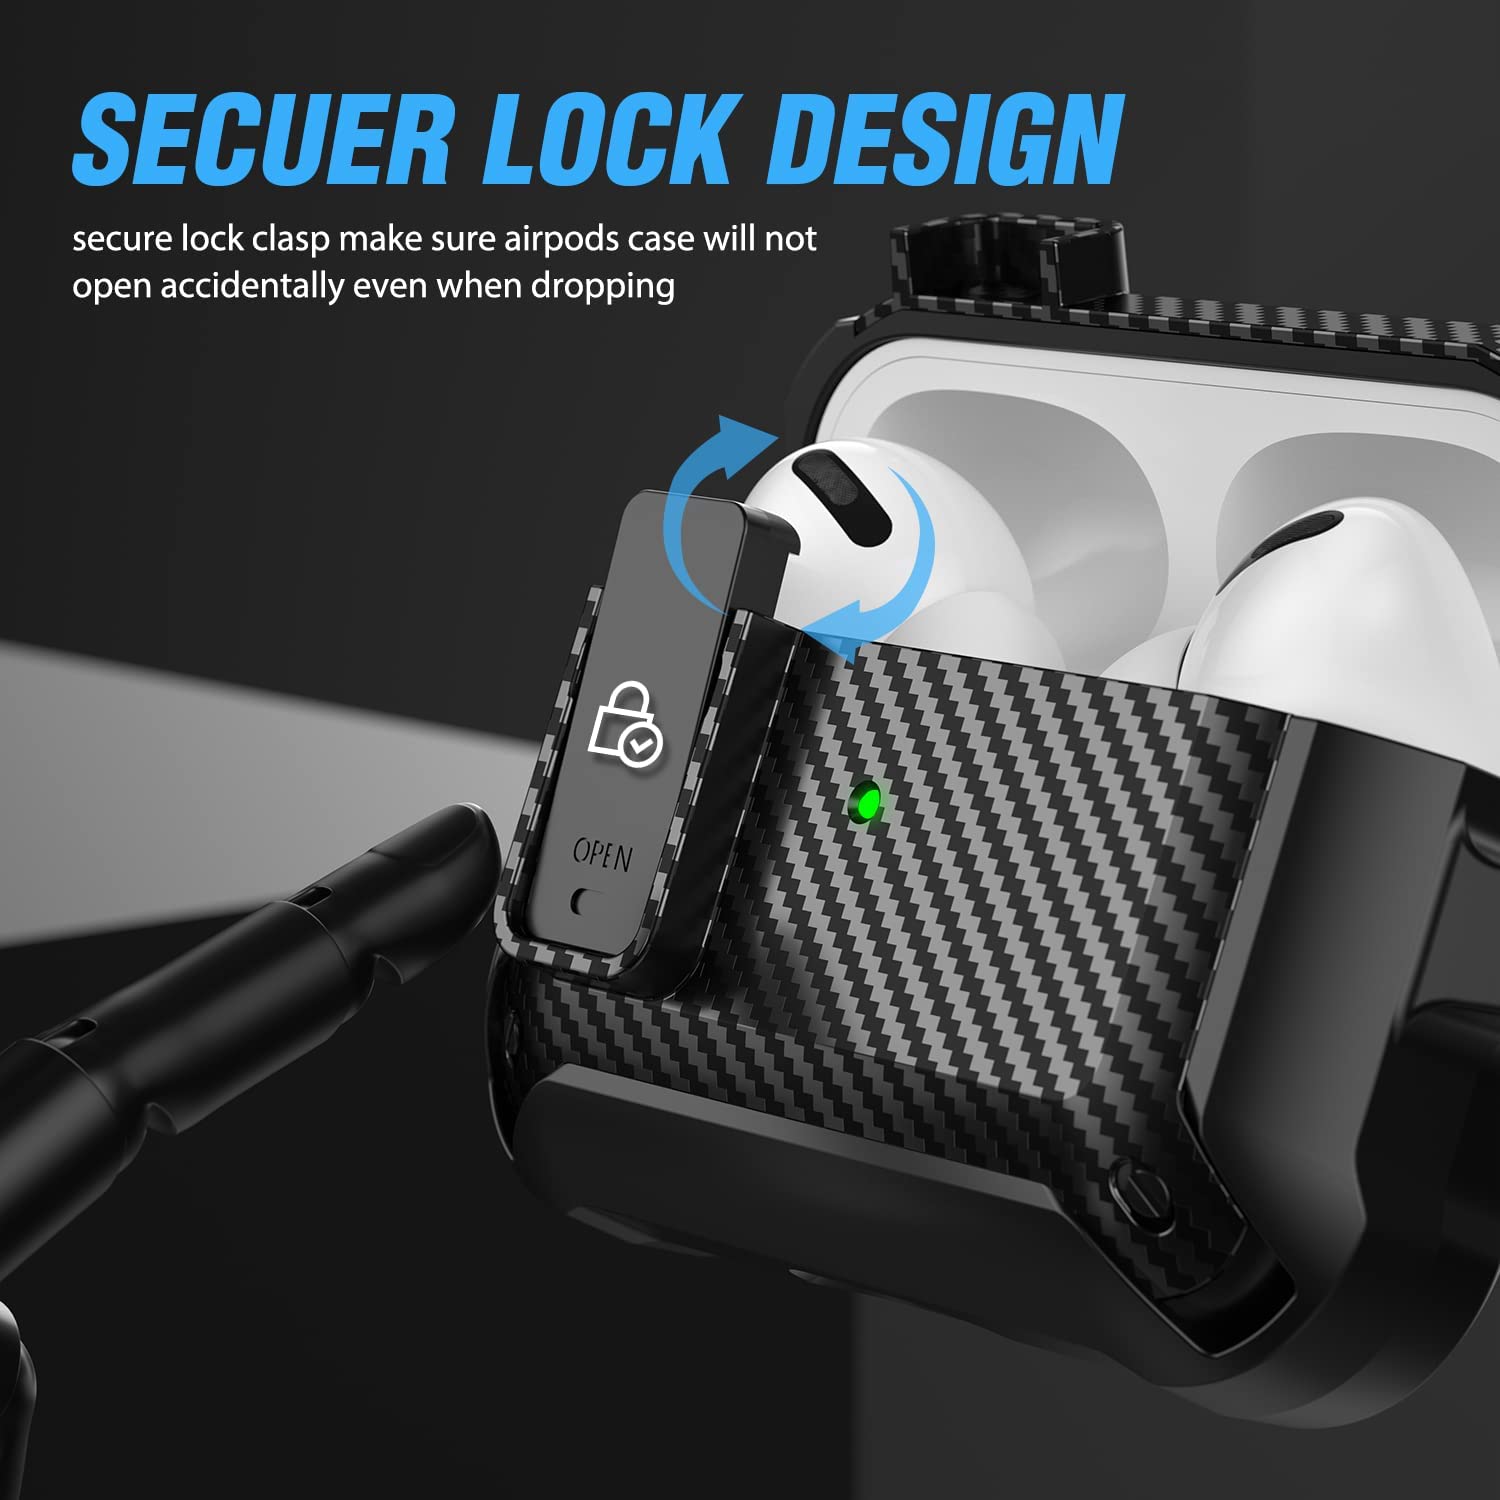 SECUER LOCK DESIGN
secure lock clasp make sure airpods case will not
open accidentally even when dropping
OPEN